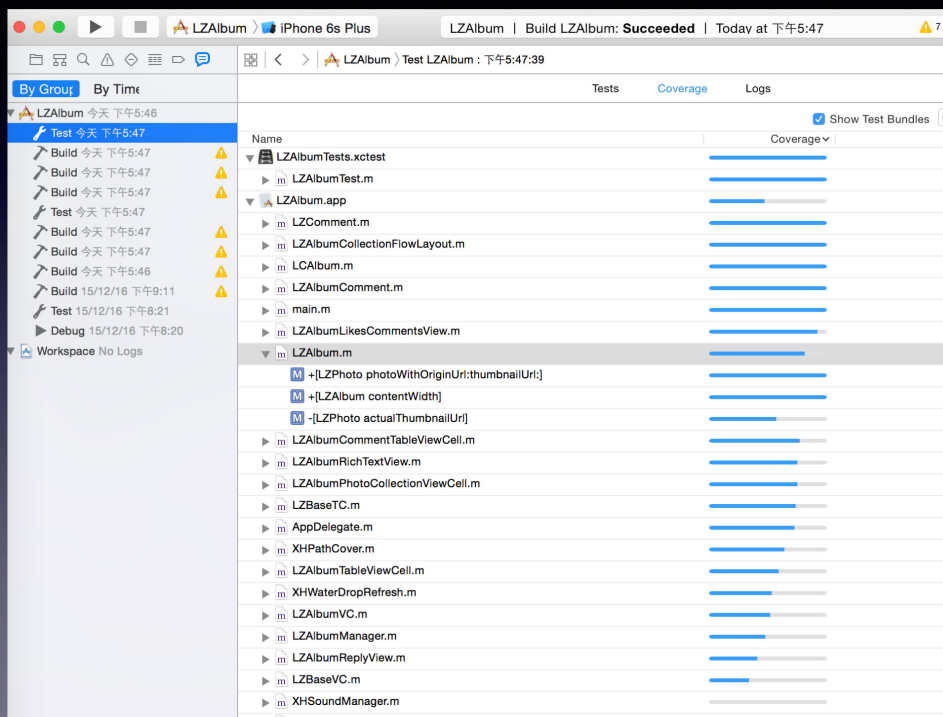 LZAlbum 〉 iPhone 6s Plus
LZAlbum | Build LZAlbum: Succeeded | Today at 下午5:47
7
LZAlbum 〉 Test LZAlbum : 下午5:47:39
By Group By Time
Tests Coverage Logs
Show Test Bundles
LZAlbum 今天 下午5:46
Test 今天 下午5:47
Build 今天 下午5:47
Build 今天 下午5:47
Build 今天 下午5:47
Test 今天 下午5:47
Build 今天 下午5:47
Build 今天 下午5:47
Build 今天 下午5:46
Build 15/12/16 下午9:11
Test 15/12/16 下午8:21
Debug 15/12/16 下午8:20
Workspace No Logs
Name Coverage
LZAlbumTests.xctest
m LZAlbumTest.m
LZAlbum.app
m LZComment.m
m LZAlbumCollectionFlowLayout.m
m LCAlbum.m
m LZAlbumComment.m
m main.m
m LZAlbumLikesCommentsView.m
m LZAlbum.m
M +[LZPhoto photoWithOriginUrl:thumbnailUrl:]
M +[LZAlbum contentWidth]
M -[LZPhoto actualThumbnailUrl]
m LZAlbumCommentTableViewCell.m
m LZAlbumRichTextView.m
m LZAlbumPhotoCollectionViewCell.m
m LZBaseTC.m
m AppDelegate.m
m XHPathCover.m
m LZAlbumTableViewCell.m
m XHWaterDropRefresh.m
m LZAlbumVC.m
m LZAlbumManager.m
m LZAlbumReplyView.m
m LZBaseVC.m
m XHSoundManager.m